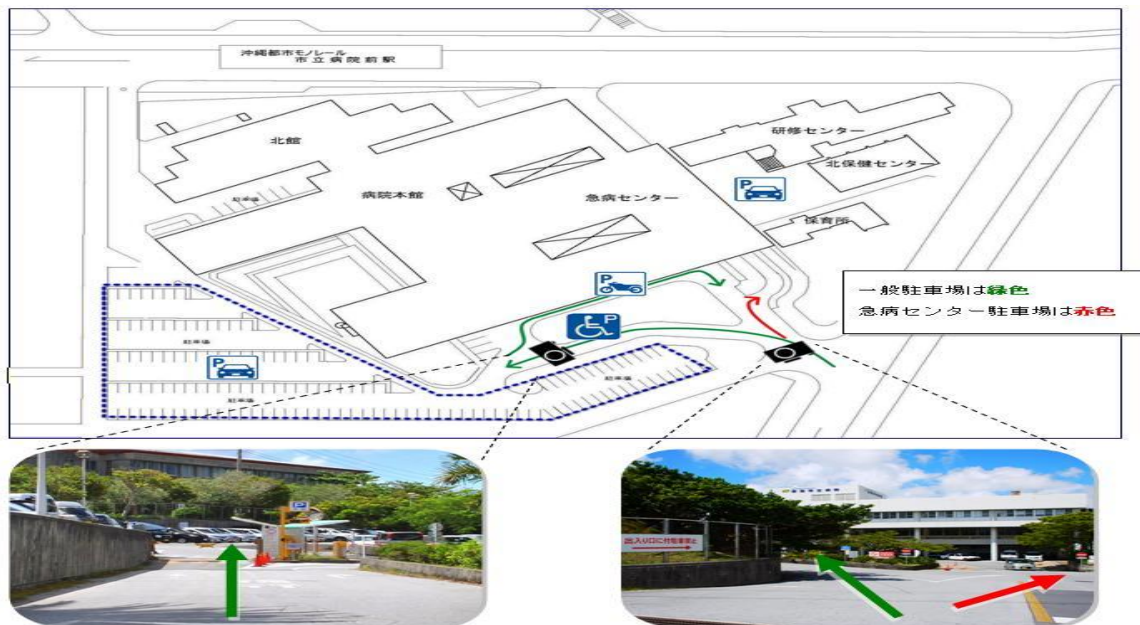 沖縄都市モノレール
市立病院前駅
北館
研修センター
北保健センター
P
病院本館
急病センター
駐車場
保育所
P
一般駐車場は緑色
急病センター駐車場は赤色
P
駐車場
P
駐車場
駐車場
P
出入り口に付駐車禁止